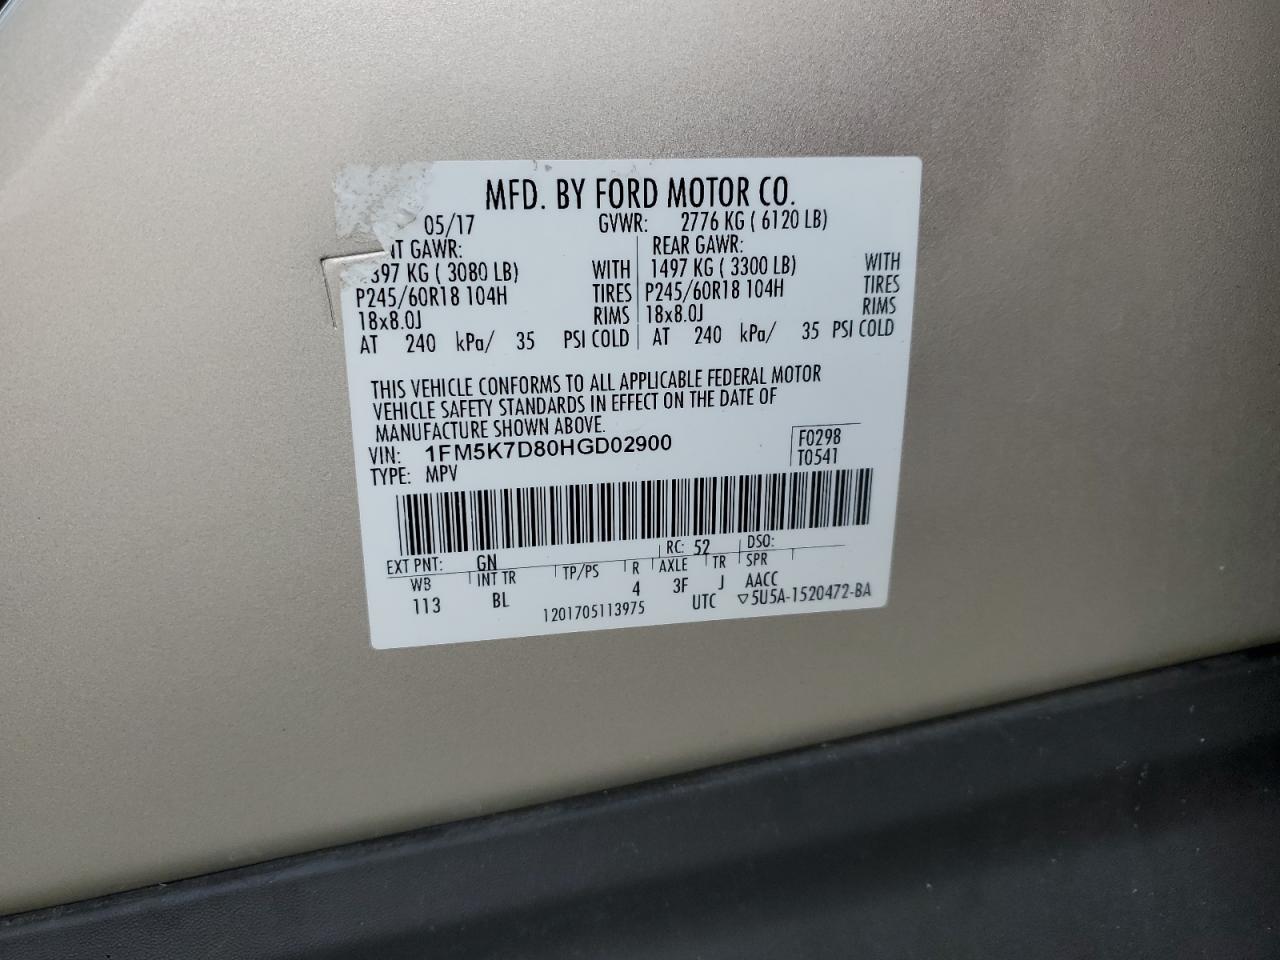 MFD. BY FORD MOTOR CO.
05/17 GVWR: 2776 KG ( 6120 LB)
GAWR: REAR GAWR:
KG ( 3080 LB) WITH 1497 KG ( 3300 LB) WITH
P245/60R18 104H TIRES P245/60R18 104H TIRES
18x8.0J RIMS 18x8.0J RIMS
AT 240 kPa/ 35 PSI COLD AT 240 kPa/ 35 PSI COLD
THIS VEHICLE CONFORMS TO ALL APPLICABLE FEDERAL MOTOR
VEHICLE SAFETY STANDARDS IN EFFECT ON THE DATE OF
MANUFACTURE SHOWN ABOVE.
VIN: 1FM5K7D80HGD02900 F0298
TYPE: MPV T0541
EXT PNT: GN RC: 52 DSO:
WB INT TR TP/PS R AXLE TR SPR
113 BL 4 3F J AACC
1201705113975 UTC ▽5U5A-1520472-BA